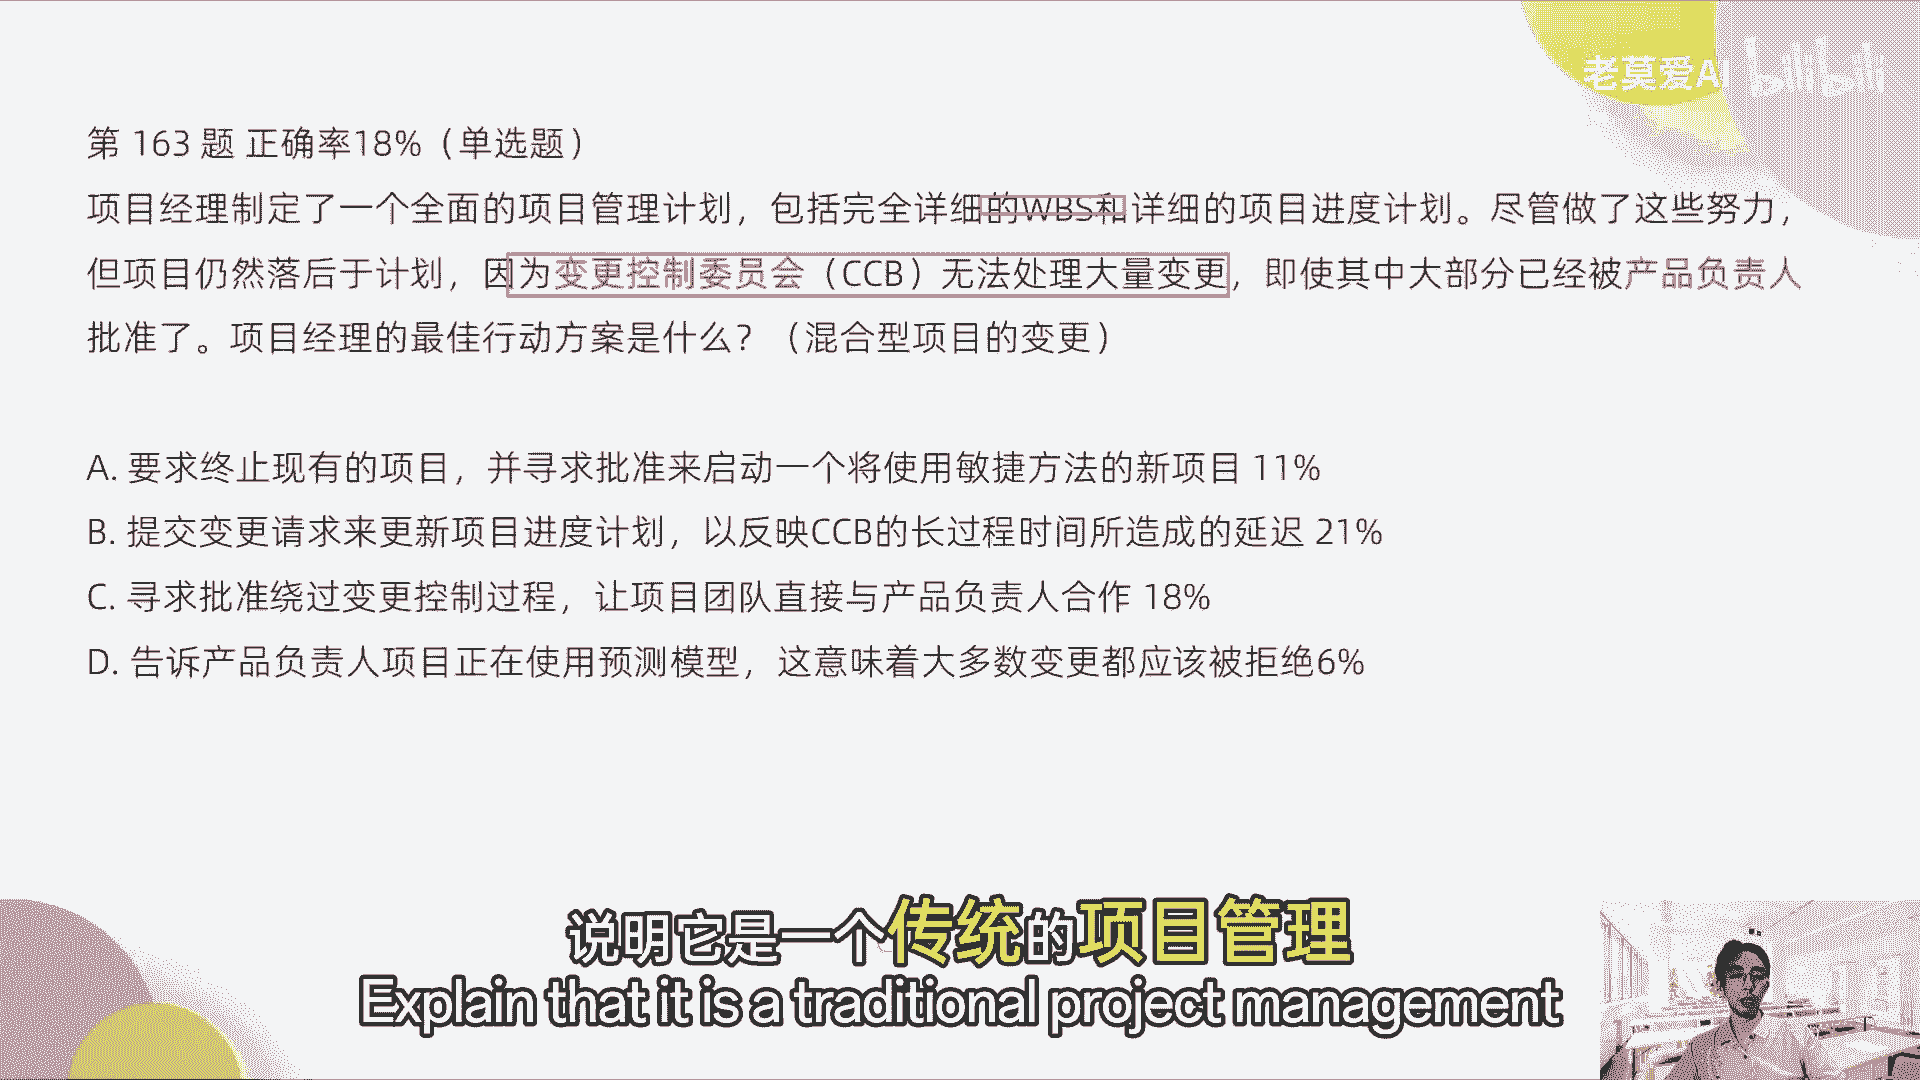 老莫爱AI bilibili
第 163 题 正确率18%（单选题）
项目经理制定了一个全面的项目管理计划，包括完全详细的WBS和详细的项目进度计划。尽管做了这些努力，
但项目仍然落后于计划，因为变更控制委员会（CCB）无法处理大量变更，即使其中大部分已经被产品负责人
批准了。项目经理的最佳行动方案是什么？（混合型项目的变更）
A. 要求终止现有的项目，并寻求批准来启动一个将使用敏捷方法的新项目 11%
B. 提交变更请求来更新项目进度计划，以反映CCB的长过程时间所造成的延迟 21%
C. 寻求批准绕过变更控制过程，让项目团队直接与产品负责人合作 18%
D. 告诉产品负责人项目正在使用预测模型，这意味着大多数变更都应该被拒绝6%
说明它是一个传统的项目管理
Explain that it is a traditional project management